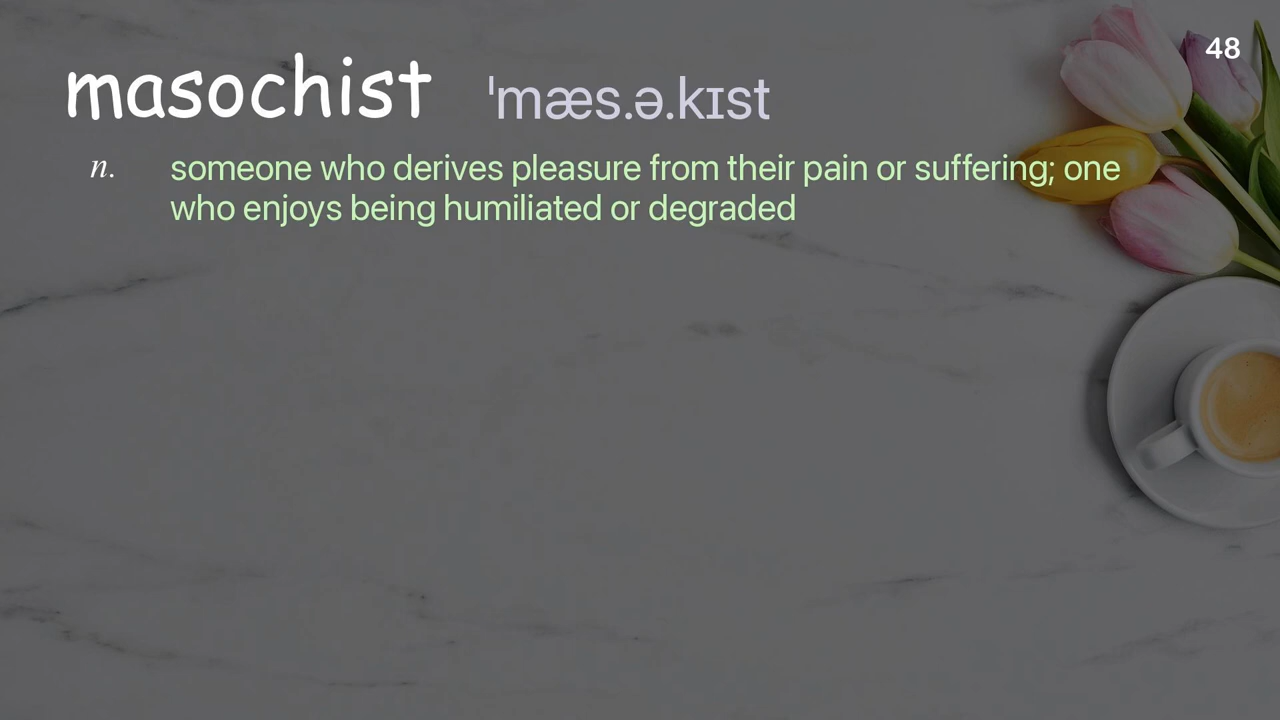 48
masochist ˈmæs.ə.kɪst
n. someone who derives pleasure from their pain or suffering; one
who enjoys being humiliated or degraded